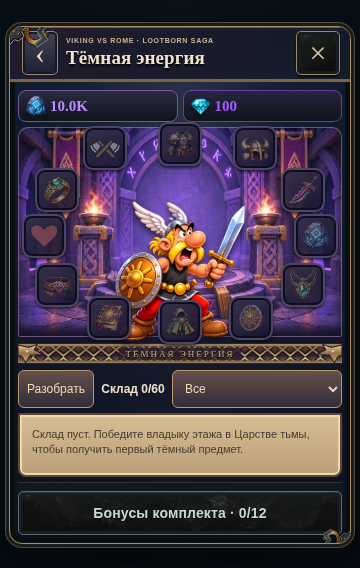 VIKING VS ROME · LOOTBORN SAGA
Тёмная энергия
10.0K
100
ТЁМНАЯ ЭНЕРГИЯ
Разобрать
Склад 0/60
Все
Склад пуст. Победите владыку этажа в Царстве тьмы,
чтобы получить первый тёмный предмет.
Бонусы комплекта · 0/12